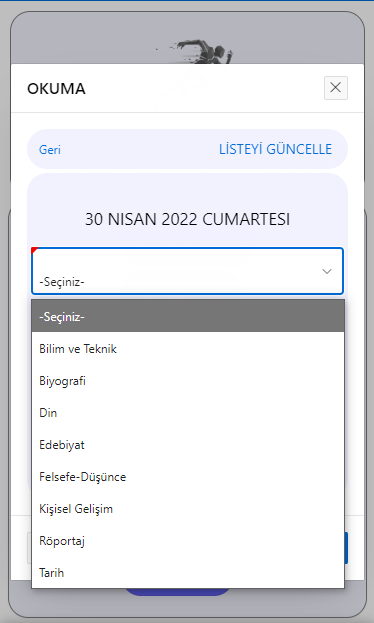 OKUMA
Geri
LİSTEYİ GÜNCELLE
30 NISAN 2022 CUMARTESI
-Seçiniz-
-Seçiniz-
Bilim ve Teknik
Biyografi
Din
Edebiyat
Felsefe-Düşünce
Kişisel Gelişim
Röportaj
Tarih